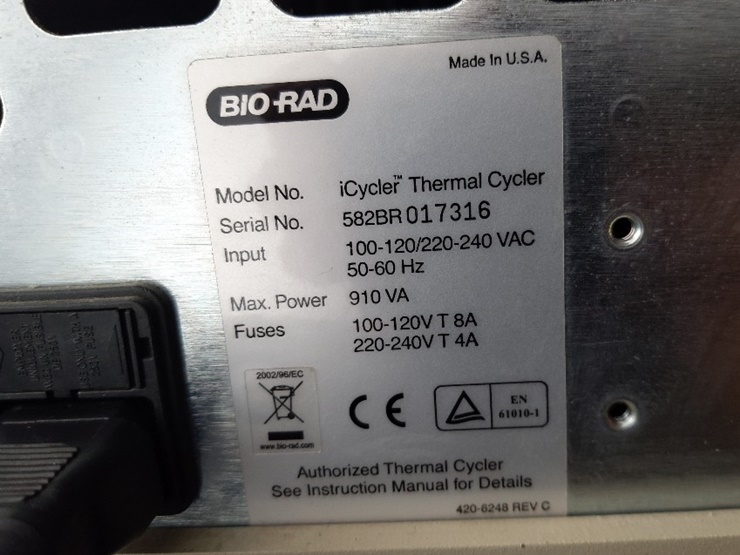 Made In U.S.A.
BIO-RAD
Model No. iCycler™ Thermal Cycler
Serial No. 582BR017316
Input 100-120/220-240 VAC
50-60 Hz
Max. Power 910 VA
Fuses 100-120V T 8A
220-240V T 4A
2002/96/EC
CE
EN
61010-1
www.bio-rad.com
Authorized Thermal Cycler
See Instruction Manual for Details
420-6248 REV C